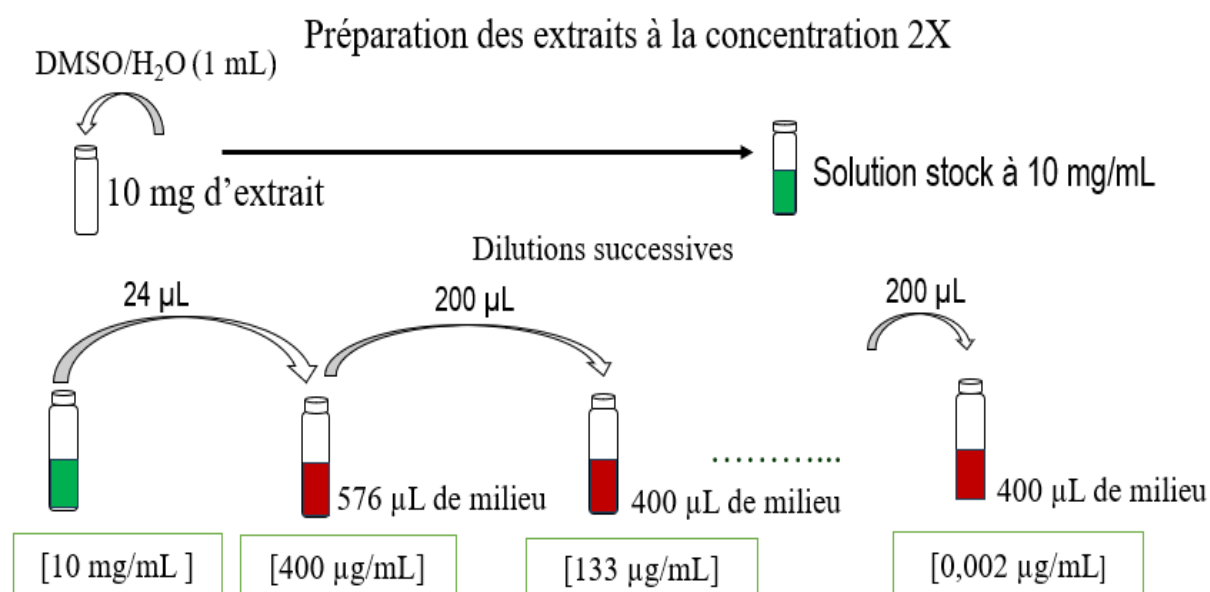 Préparation des extraits à la concentration 2X
DMSO/H₂O (1 mL)
10 mg d’extrait
Solution stock à 10 mg/mL
Dilutions successives
24 µL
200 µL
200 µL
576 µL de milieu
400 µL de milieu
400 µL de milieu
[10 mg/mL ]
[400 µg/mL]
[133 µg/mL]
[0,002 µg/mL]